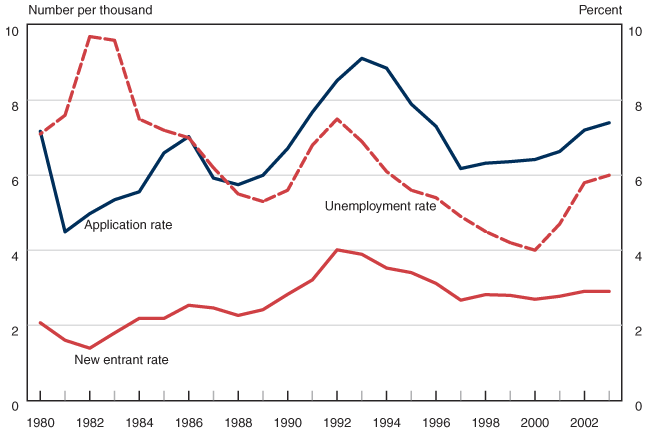 Number per thousand Percent
10 10
8 8
6 6
Unemployment rate
Application rate
4 4
2 2
New entrant rate
0 0
1980 1982 1984 1986 1988 1990 1992 1994 1996 1998 2000 2002